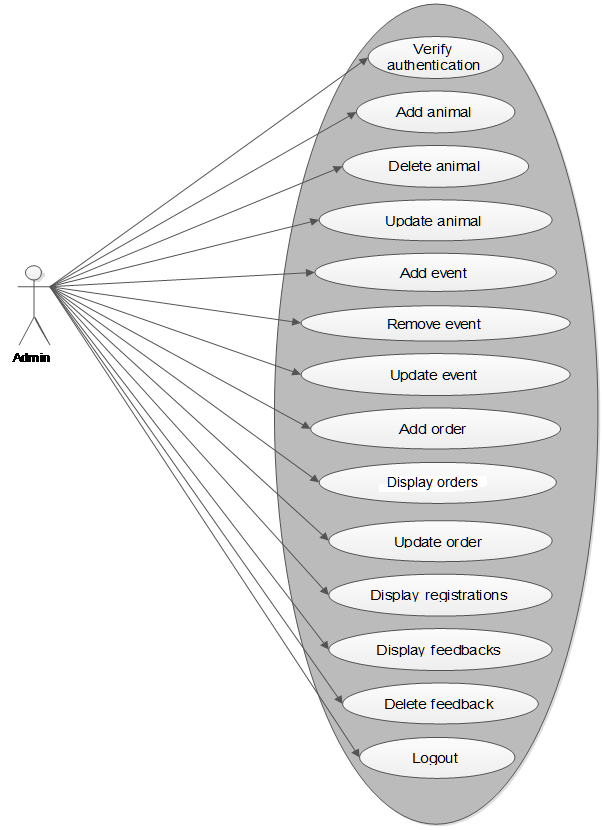 Verify
authentication
Add animal
Delete animal
Update animal
Add event
Remove event
Update event
Add order
Display orders
Update order
Display registrations
Display feedbacks
Delete feedback
Logout
Admin